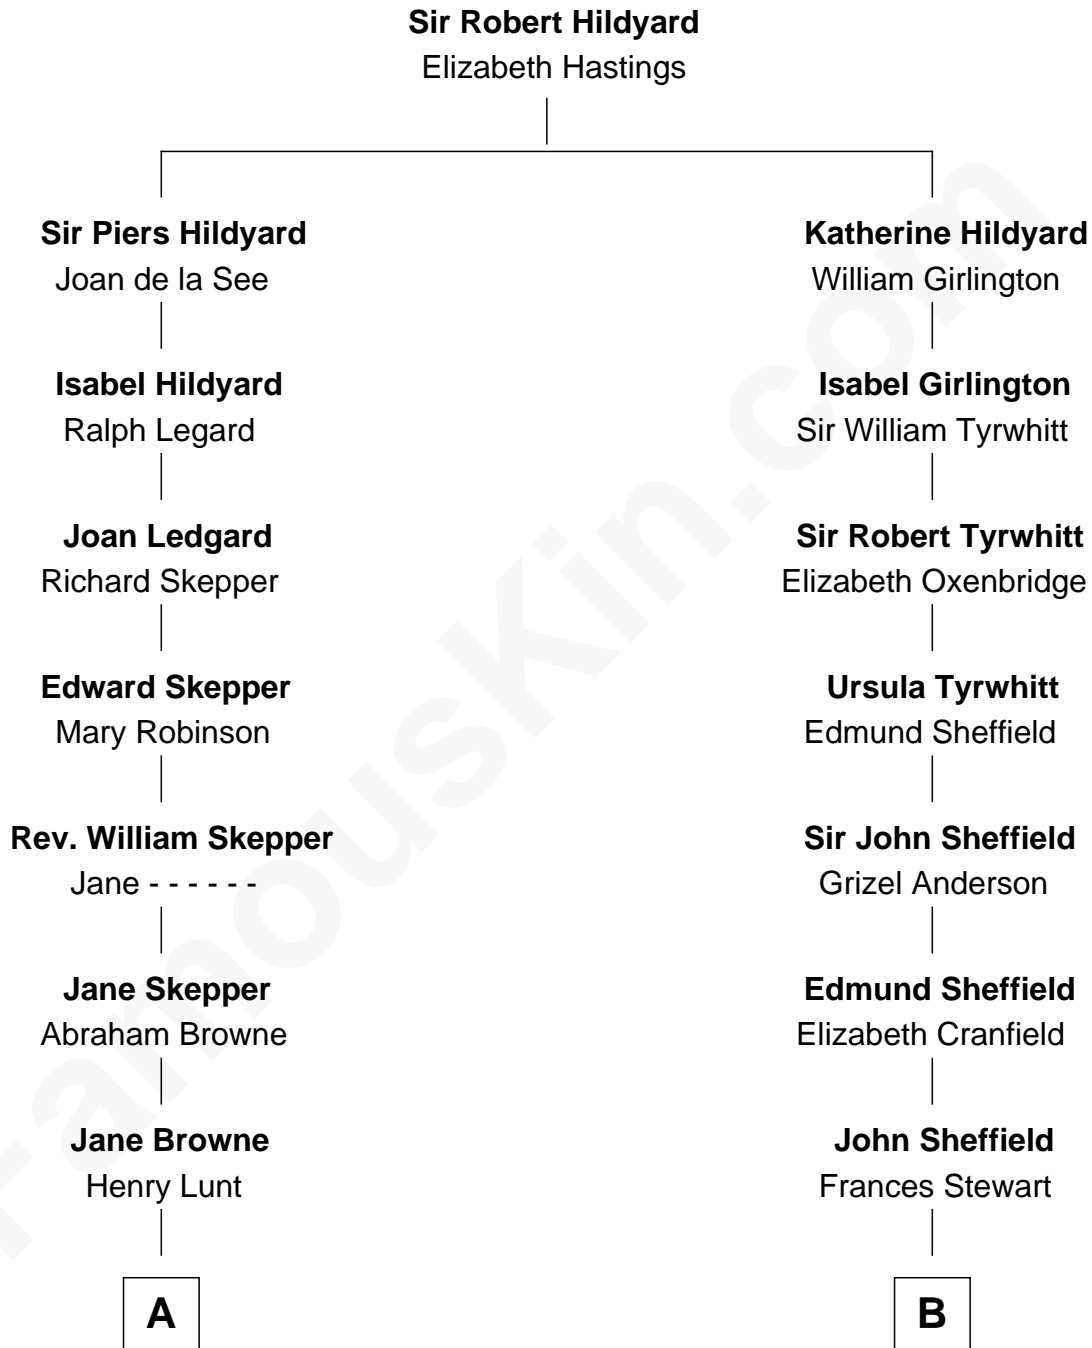 Sir Robert Hildyard
Elizabeth Hastings
Sir Piers Hildyard
Joan de la See
Katherine Hildyard
William Girlington
Isabel Hildyard
Ralph Legard
Isabel Girlington
Sir William Tyrwhitt
Joan Ledgard
Richard Skepper
Sir Robert Tyrwhitt
Elizabeth Oxenbridge
Edward Skepper
Mary Robinson
Ursula Tyrwhitt
Edmund Sheffield
Rev. William Skepper
Jane - - - - - -
Sir John Sheffield
Grizel Anderson
Jane Skepper
Abraham Browne
Edmund Sheffield
Elizabeth Cranfield
Jane Browne
Henry Lunt
John Sheffield
Frances Stewart
A
B
FamousKin.com